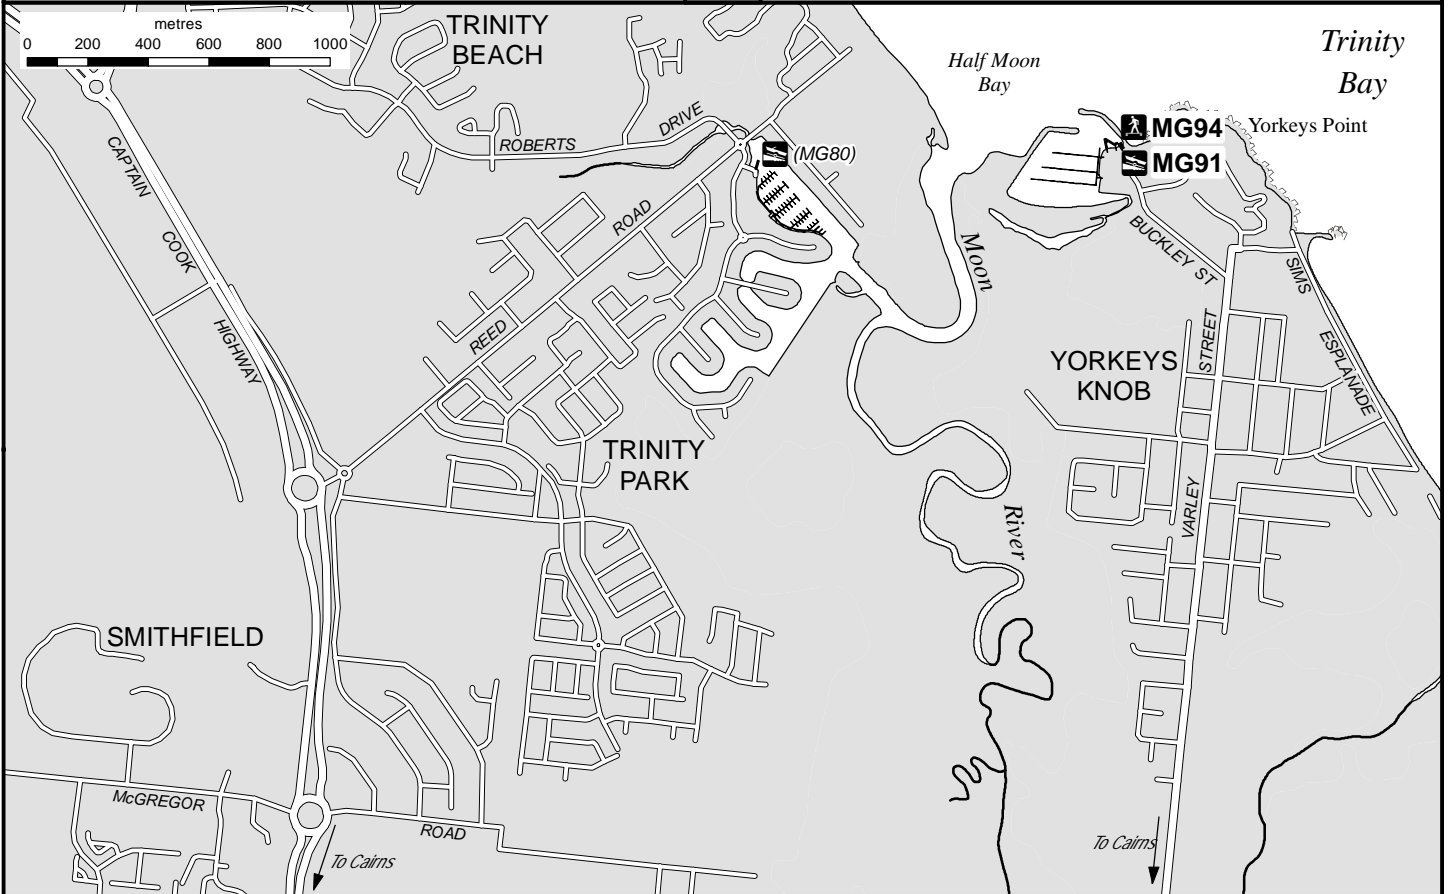 metres
0 200 400 600 800 1000
TRINITY
BEACH
Trinity
Bay
Half Moon
Bay
MG94
Yorkeys Point
MG91
(MG80)
ROBERTS
DRIVE
CAPTAIN
COOK
HIGHWAY
REED
ROAD
Moon
River
BUCKLEY ST
SIMS
ESPLANADE
STREET
VARLEY
YORKEYS
KNOB
TRINITY
PARK
SMITHFIELD
McGREGOR
ROAD
To Cairns
To Cairns